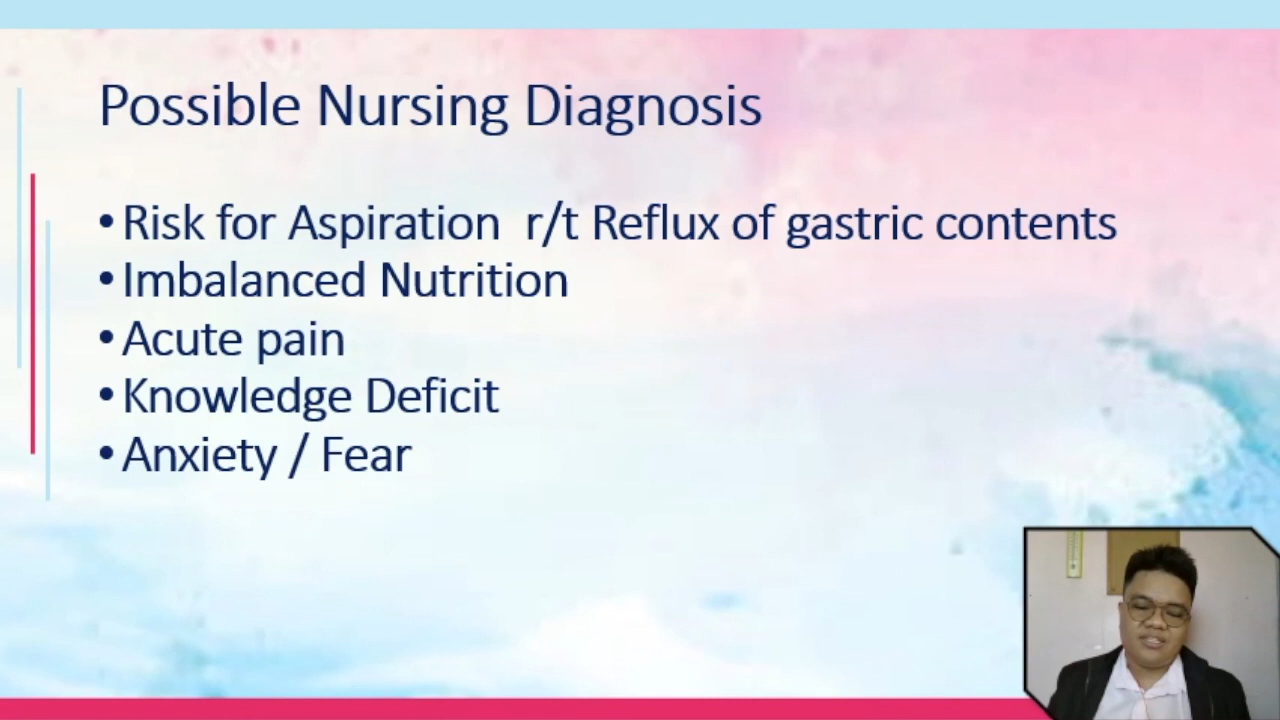 Possible Nursing Diagnosis
• Risk for Aspiration r/t Reflux of gastric contents
• Imbalanced Nutrition
• Acute pain
• Knowledge Deficit
• Anxiety / Fear